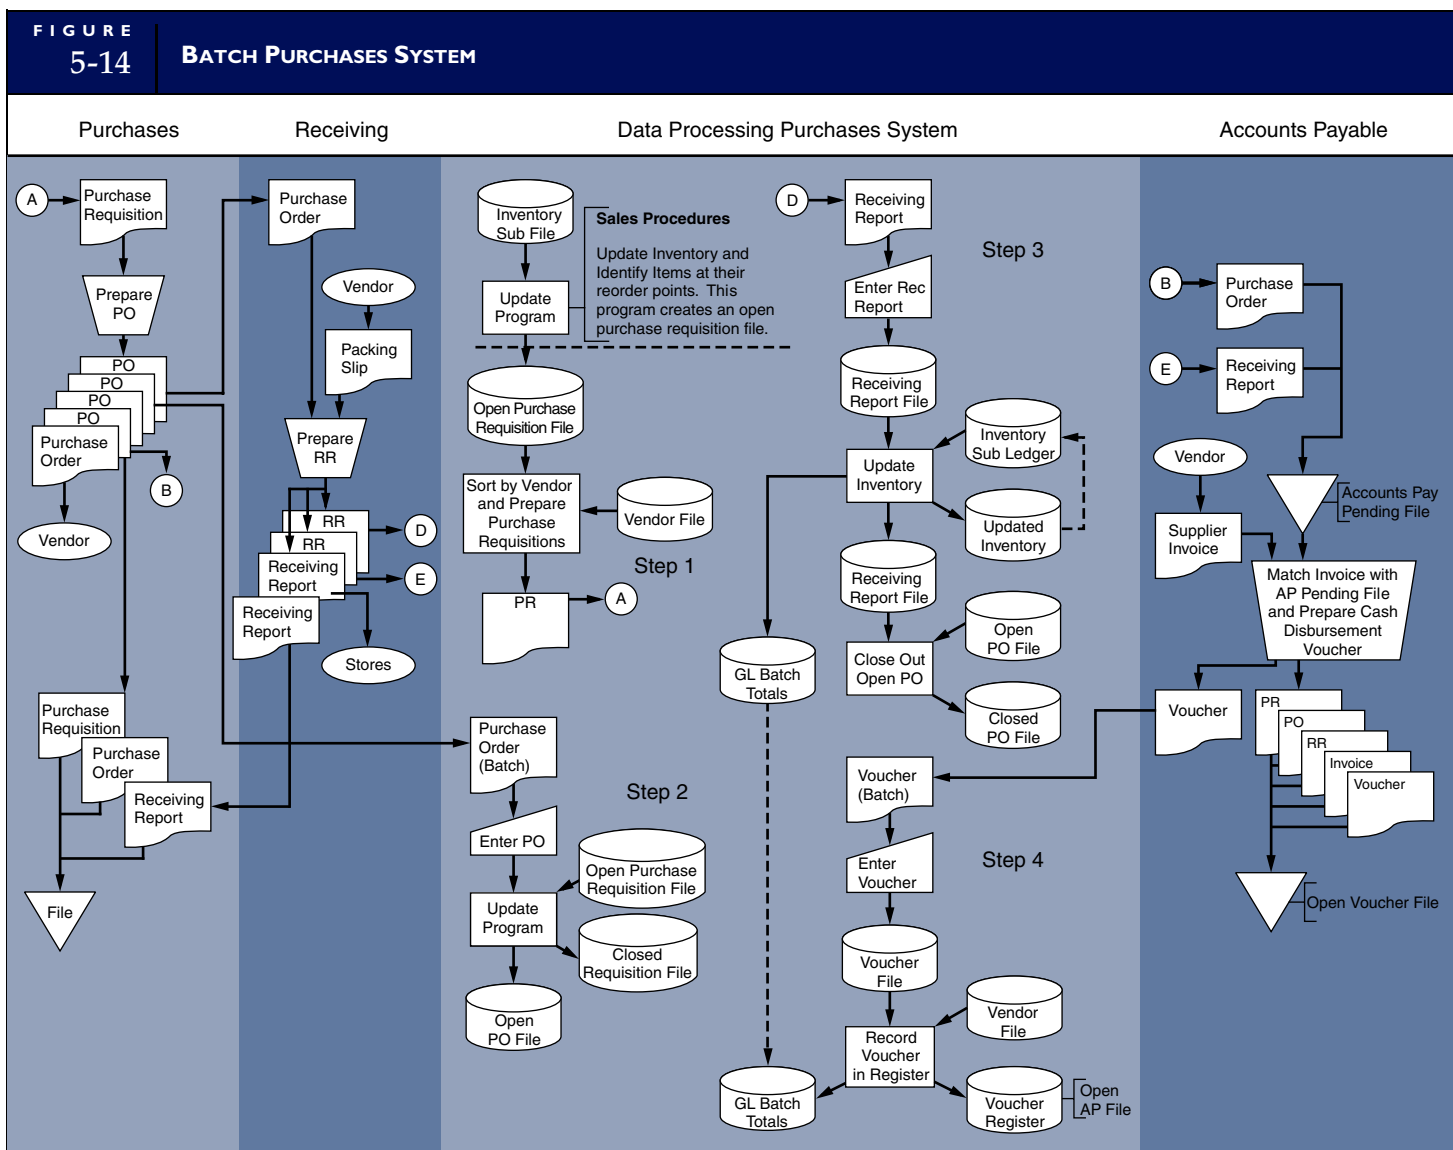 FIGURE
5-14
BATCH PURCHASES SYSTEM
Purchases
Receiving
Data Processing Purchases System
Accounts Payable
A
Purchase
Requisition
Prepare
PO
PO
PO
PO
PO
Purchase
Order
B
Vendor
Purchase
Requisition
Purchase
Order
Receiving
Report
File
Purchase
Order
Vendor
Packing
Slip
Prepare
RR
RR
RR
Receiving
Report
Receiving
Report
D
E
Stores
Inventory
Sub File
Update
Program
Sales Procedures
Update Inventory and
Identify Items at their
reorder points. This
program creates an open
purchase requisition file.
Open Purchase
Requisition File
Sort by Vendor
and Prepare
Purchase
Requisitions
Vendor File
Step 1
PR
A
Purchase
Order
(Batch)
Step 2
Enter PO
Open Purchase
Requisition File
Update
Program
Closed
Requisition File
Open
PO File
D
Receiving
Report
Step 3
Enter Rec
Report
Receiving
Report File
Inventory
Sub Ledger
Update
Inventory
Updated
Inventory
Receiving
Report File
Open
PO File
Close Out
Open PO
Closed
PO File
GL Batch
Totals
Voucher
(Batch)
Step 4
Enter
Voucher
Voucher
File
Vendor
File
Record
Voucher
in Register
GL Batch
Totals
Voucher
Register
Open
AP File
B
Purchase
Order
E
Receiving
Report
Vendor
Accounts Pay
Pending File
Supplier
Invoice
Match Invoice with
AP Pending File
and Prepare Cash
Disbursement
Voucher
Voucher
PR
PO
RR
Invoice
Voucher
Open Voucher File